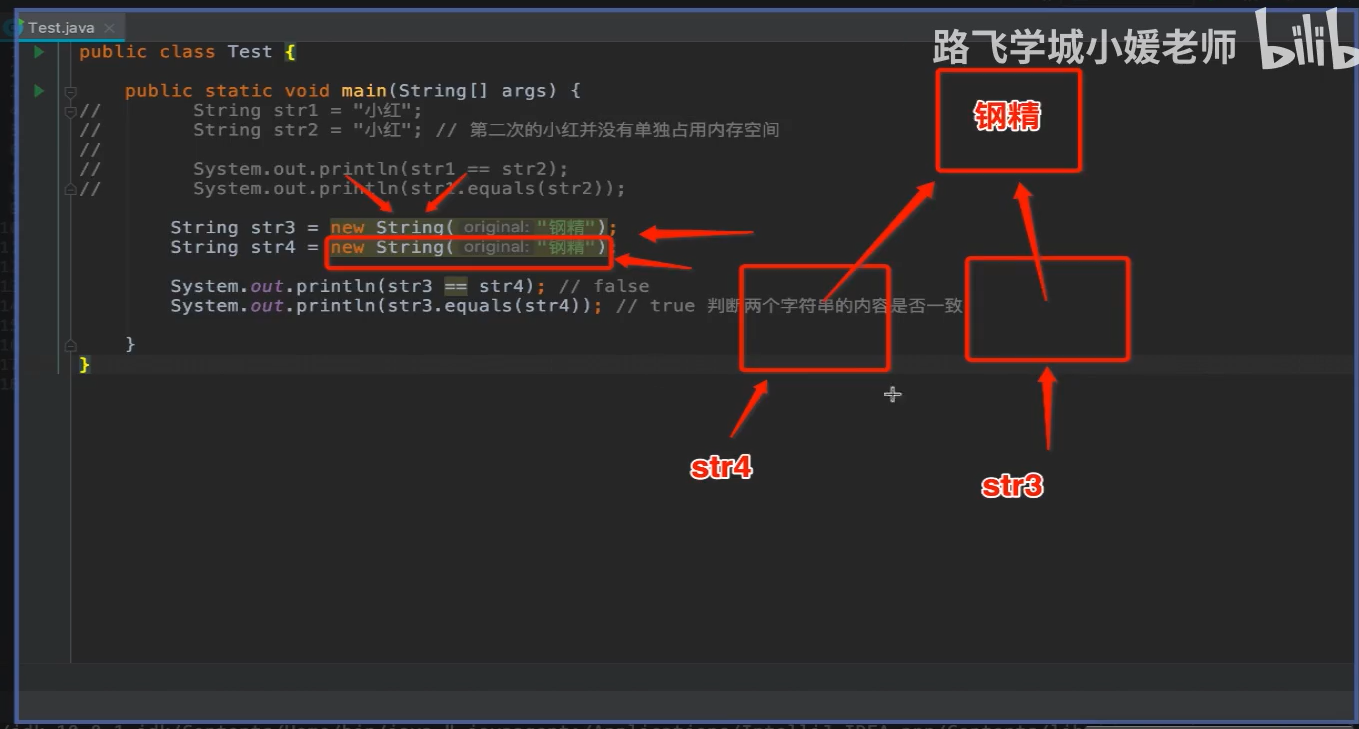 Test.java
路飞学城小媛老师 bilib
public class Test {
钢精
public static void main(String[] args) {
// String str1 = "小红";
// String str2 = "小红"; // 第二次的小红并没有单独占用内存空间
//
// System.out.println(str1 == str2);
// System.out.println(str1.equals(str2));
String str3 = new String( original: "钢精");
String str4 = new String( original: "钢精")
System.out.println(str3 == str4); // false
System.out.println(str3.equals(str4)); // true 判断两个字符串的内容是否一致
}
}
str4
str3